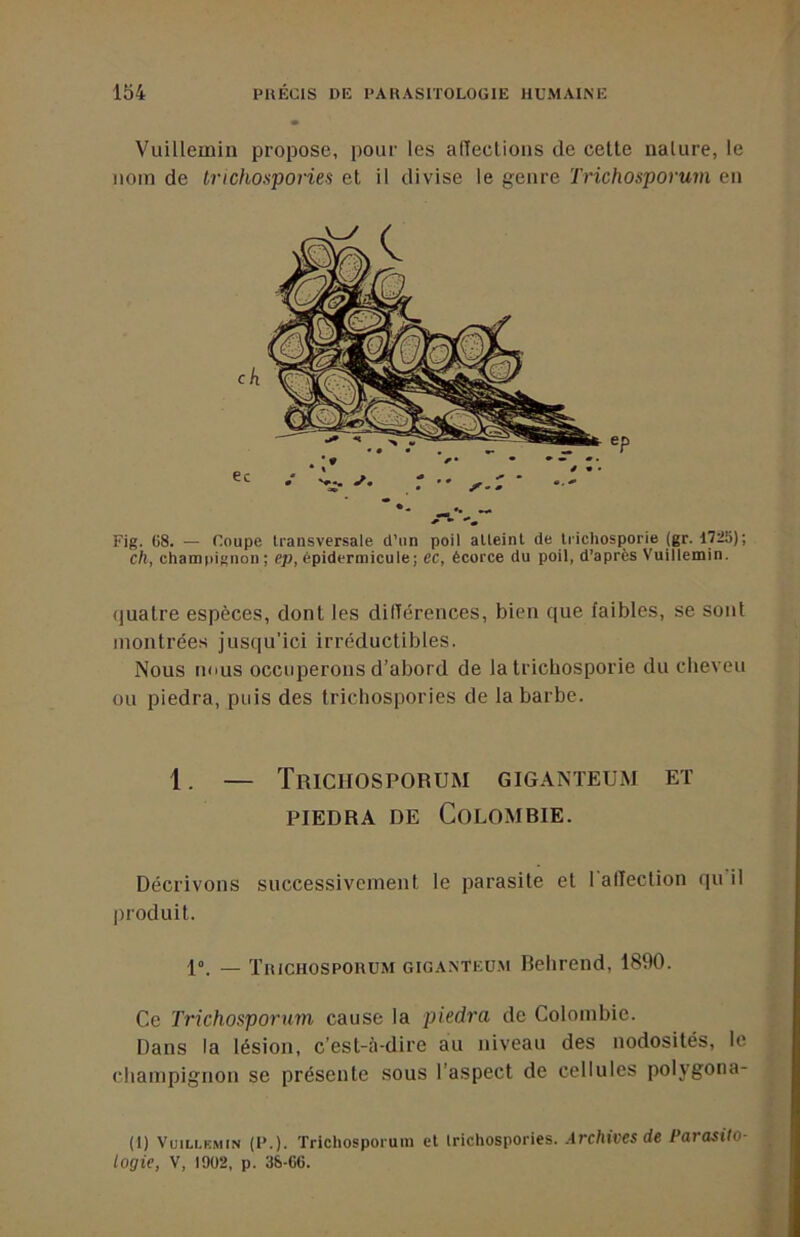 154 PRÉCIS DE PARASITOLOGIE HUMAINE
Vuillemin propose, pour les affections de cette nature, le
nom de trichospories et il divise le genre Trichosporum en
ch
ep
ec
Fig. 68. — Coupe transversale d'un poil atteint de trichosporie (gr. 1725);
ch, champignon; ep, épidermicule; ec, écorce du poil, d'après Vuillemin.
quatre espèces, dont les différences, bien que faibles, se sont
montrées jusqu'ici irréductibles.
Nous nous occuperons d'abord de la trichosporie du cheveu
ou piedra, puis des trichospories de la barbe.
1. — Trichosporum giganteum et
piedra de Colombie.
Décrivons successivement le parasite et l'affection qu'il
produit.
1°. — Trichosporum giganteum Behrend, 1890.
Ce Trichosporum cause la piedra de Colombie.
Dans la lésion, c'est-à-dire au niveau des nodosités, le
champignon se présente sous l'aspect de cellules polygona-
(1) Vuillemin (P.). Trichosporum et trichospories. Archives de Parasito-
logie, V, 1902, p. 38-66.